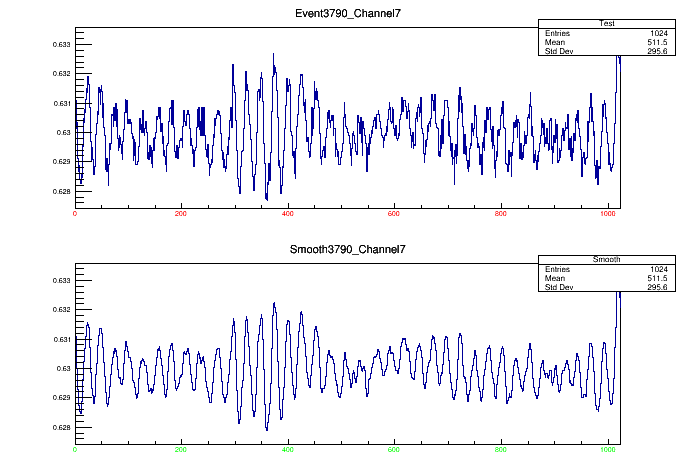 Event3790_Channel7
Test
Entries 1024
Mean 511.5
Std Dev 295.6
0.633
0.632
0.631
0.63
0.629
0.628
0 200 400 600 800 1000
Smooth3790_Channel7
Smooth
Entries 1024
Mean 511.5
Std Dev 295.6
0.633
0.632
0.631
0.63
0.629
0.628
0 200 400 600 800 1000